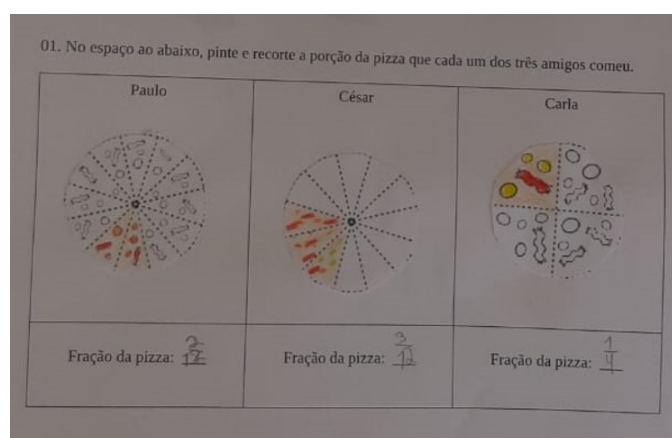 01. No espaço ao abaixo, pinte e recorte a porção da pizza que cada um dos três amigos comeu.
Paulo
César
Carla
Fração da pizza: 2/12
Fração da pizza: 3/12
Fração da pizza: 1/4